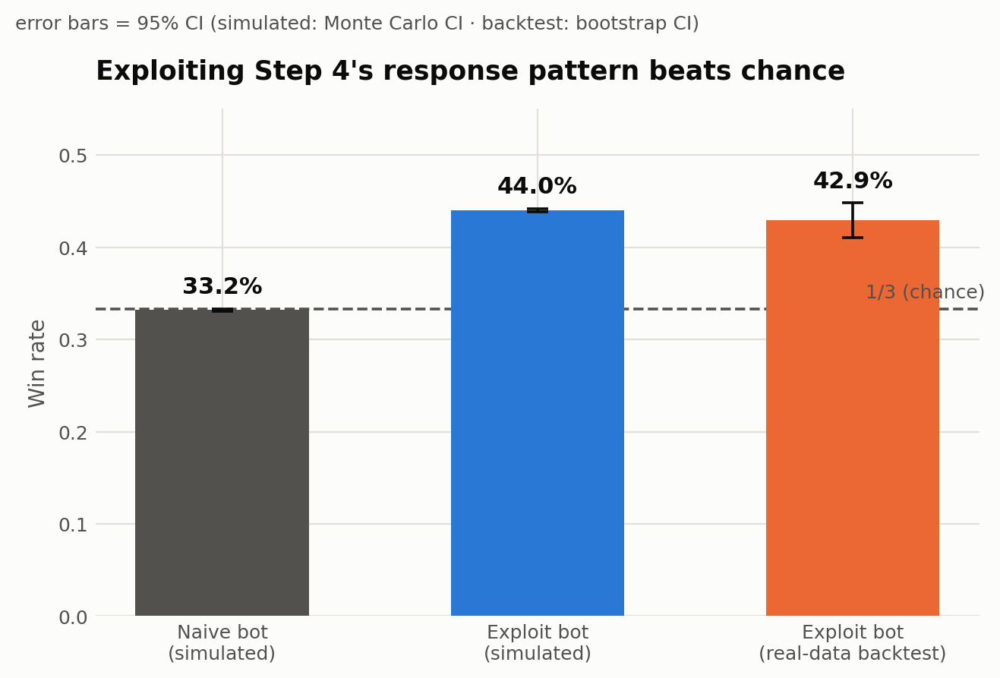 error bars = 95% CI (simulated: Monte Carlo CI · backtest: bootstrap CI)
Exploiting Step 4's response pattern beats chance
Win rate
0.5
0.4
0.3
0.2
0.1
0.0
33.2%
44.0%
42.9%
1/3 (chance)
Naive bot
(simulated)
Exploit bot
(simulated)
Exploit bot
(real-data backtest)